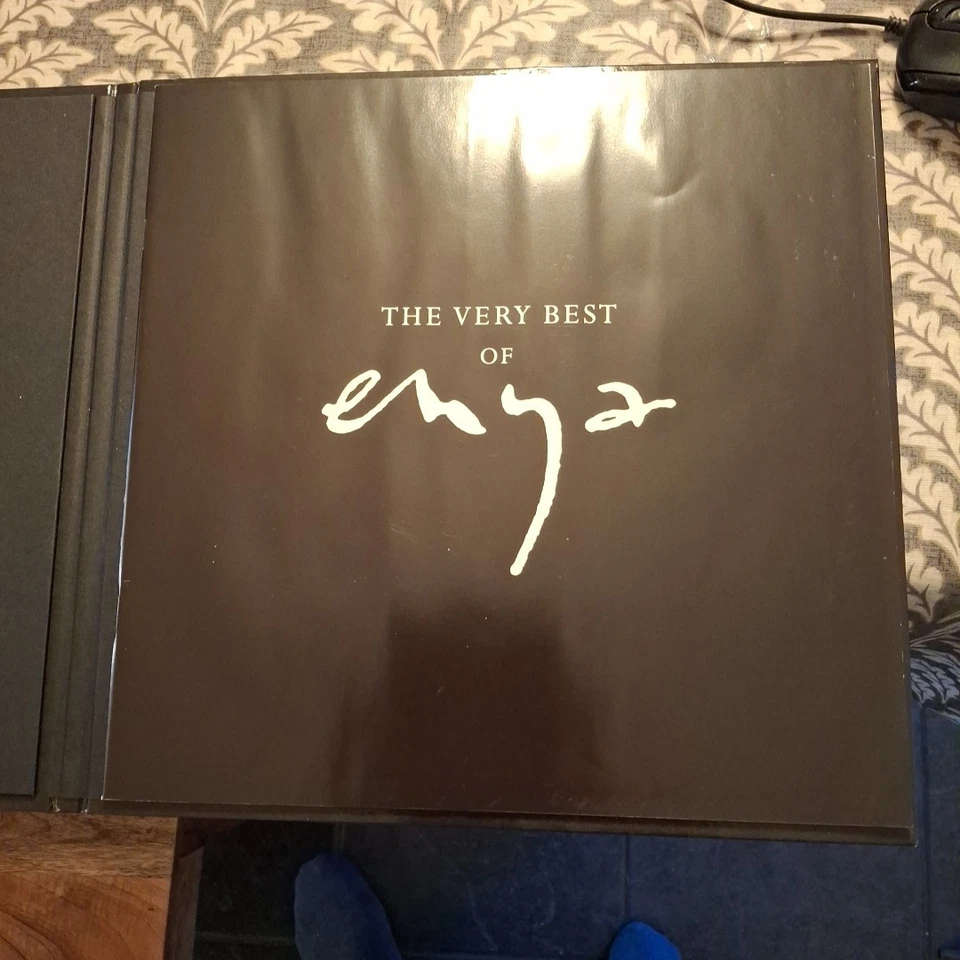 THE VERY BEST
OF
enya